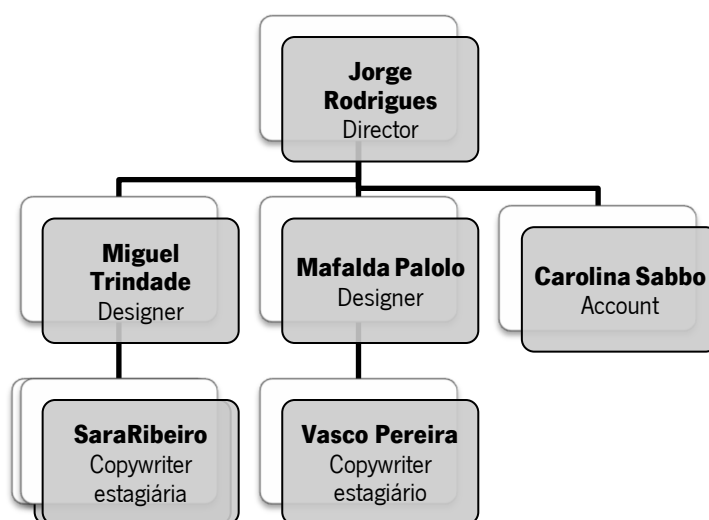 Jorge
Rodrigues
Director
Miguel
Trindade
Designer
Mafalda Palolo
Designer
Carolina Sabbo
Account
SaraRibeiro
Copywriter
estagiária
Vasco Pereira
Copywriter
estagiário